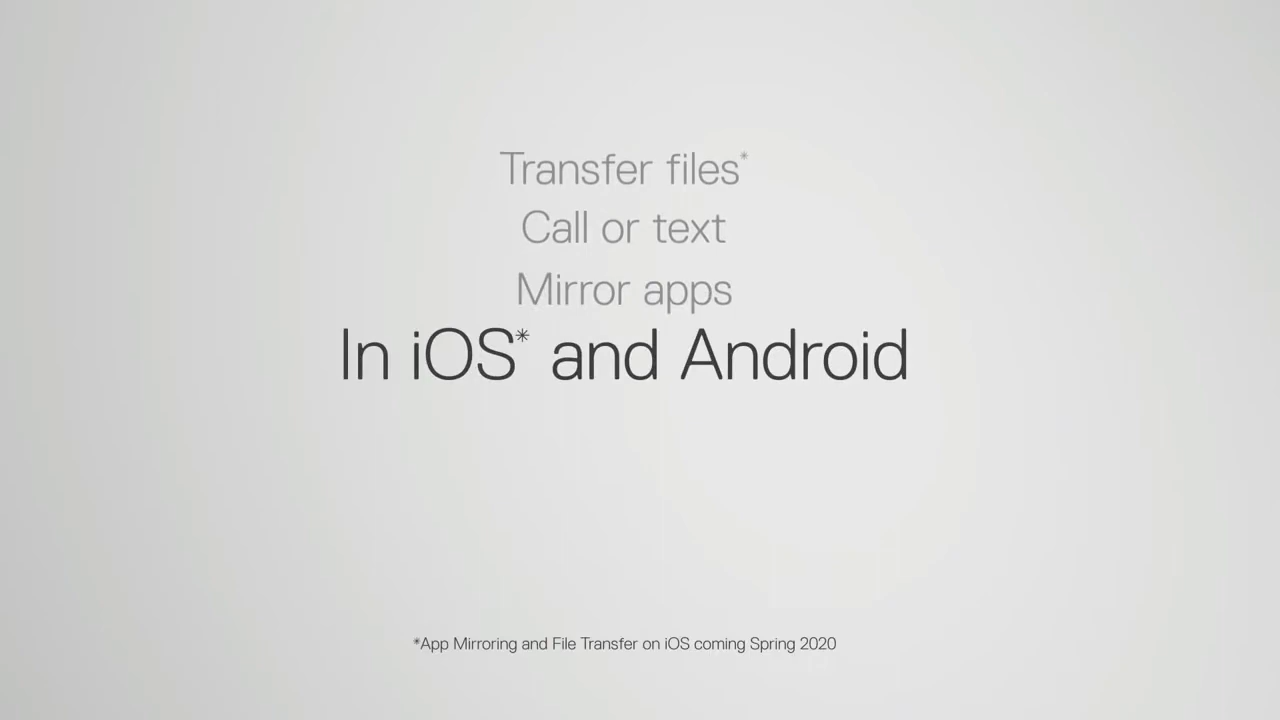 Transfer files*
Call or text
Mirror apps
In iOS* and Android
*App Mirroring and File Transfer on iOS coming Spring 2020